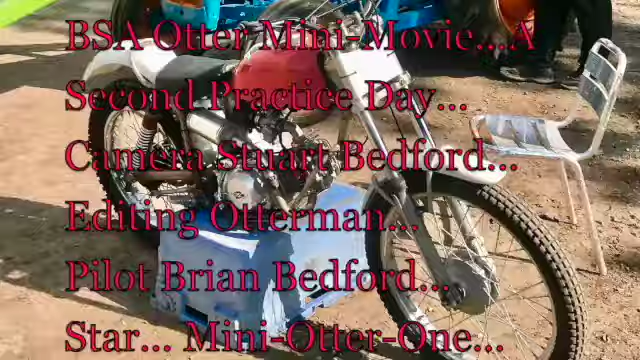 BSA Otter Mini-Movie...A
Second Practice Day...
Camera Stuart Bedford...
Editing Otterman...
Pilot Brian Bedford...
Star... Mini-Otter-One...